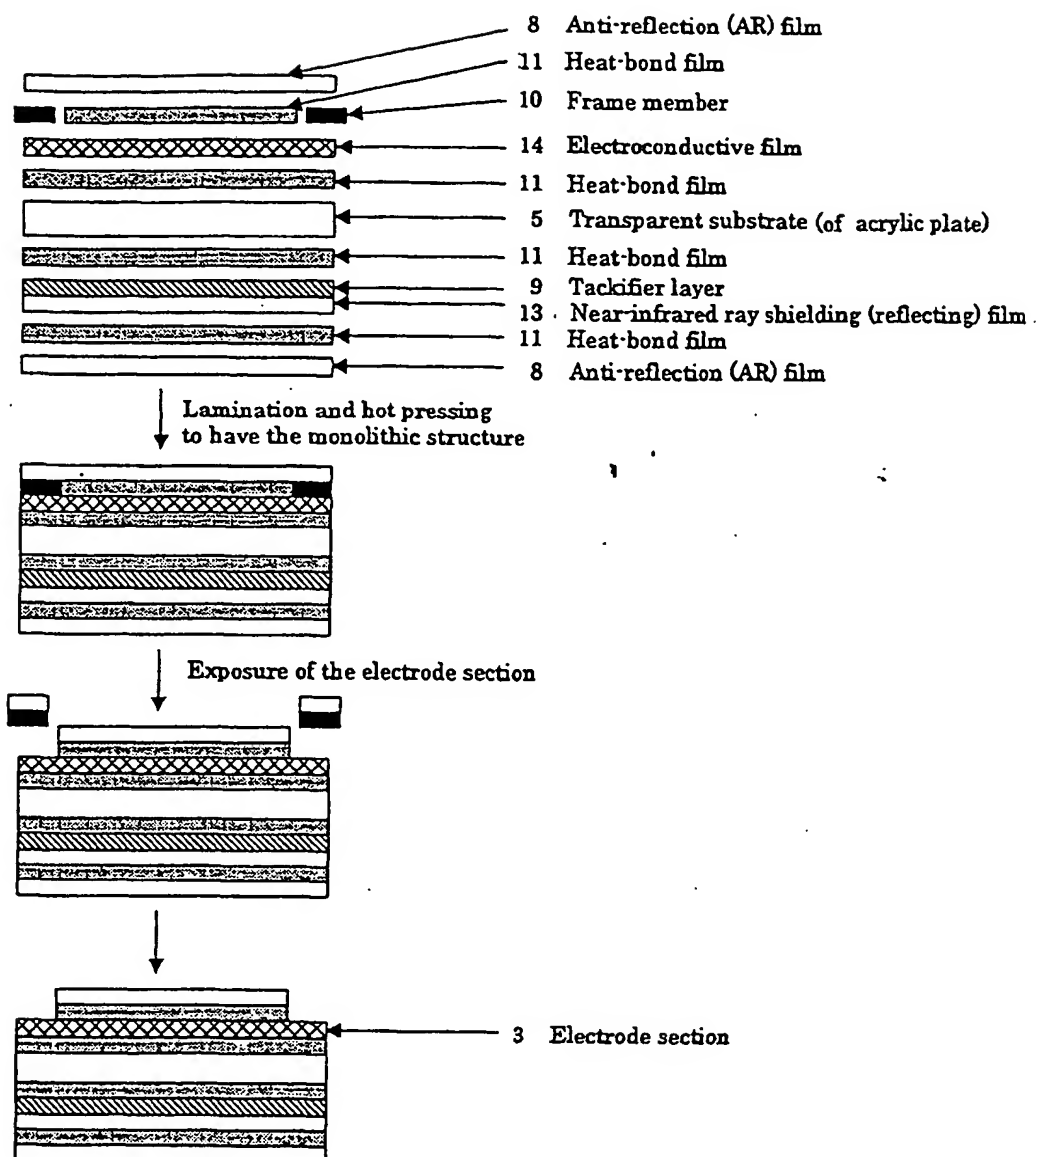 8 Anti-reflection (AR) film
11 Heat-bond film
10 Frame member
14 Electroconductive film
11 Heat-bond film
5 Transparent substrate (of acrylic plate)
11 Heat-bond film
9 Tackifier layer
13 Near-infrared ray shielding (reflecting) film
11 Heat-bond film
8 Anti-reflection (AR) film
Lamination and hot pressing
to have the monolithic structure
Exposure of the electrode section
3 Electrode section